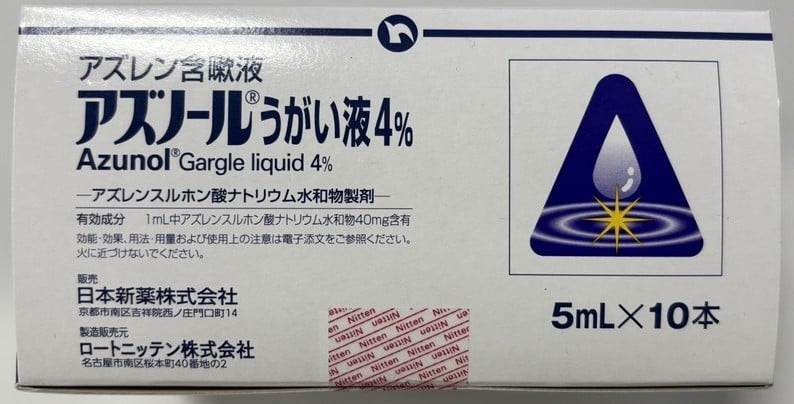 アズレン含嗽液
アズノール®うがい液4%
Azunol®Gargle liquid 4%
―アズレンスルホン酸ナトリウム水和物製剤―
有効成分 1mL中アズレンスルホン酸ナトリウム水和物40mg含有
効能・効果、用法・用量および使用上の注意は電子添文をご参照ください。
火に近づけないでください。
販売
日本新薬株式会社
京都市南区吉祥院西ノ庄門口町14
製造販売元
ロートニッテン株式会社
名古屋市南区桜本町40番地の2
Nitten Nitten Nitten
5mL×10本